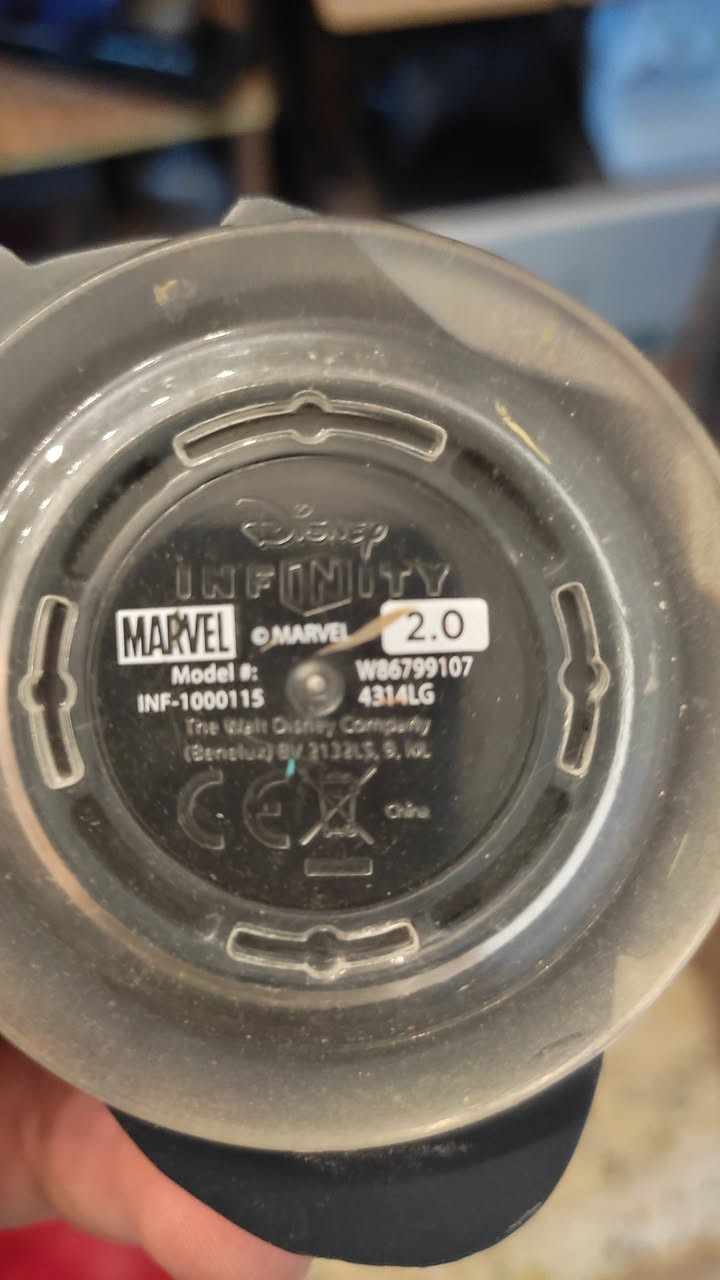 Disney
INFINITY
MARVEL © MARVEL 2.0
Model #: W86799107
INF-1000115 4314LG
The Walt Disney Company
(Benelux) BV 2132LS, 9, NL
CE China